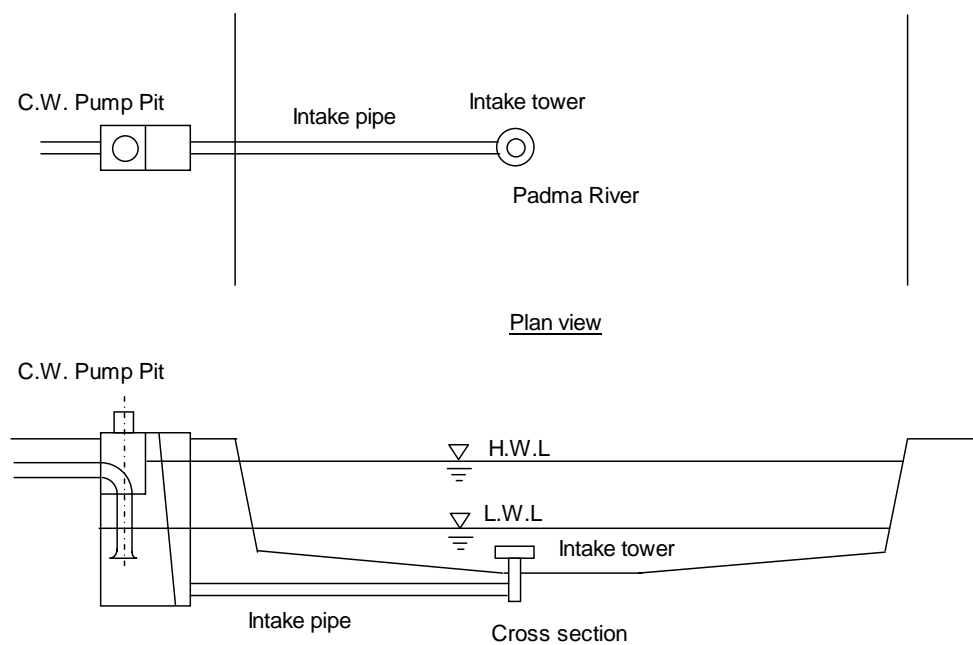 C.W. Pump Pit
Intake pipe
Intake tower
Padma River
Plan view
C.W. Pump Pit
H.W.L
L.W.L
Intake tower
Intake pipe
Cross section